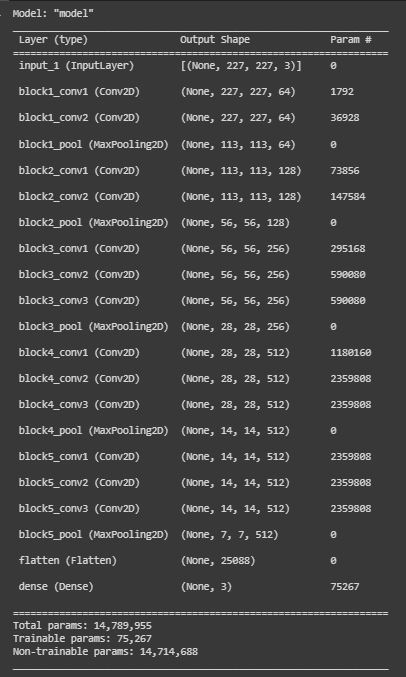 Model: "model"
Layer (type) Output Shape Param #
input_1 (InputLayer) [(None, 227, 227, 3)] 0
block1_conv1 (Conv2D) (None, 227, 227, 64) 1792
block1_conv2 (Conv2D) (None, 227, 227, 64) 36928
block1_pool (MaxPooling2D) (None, 113, 113, 64) 0
block2_conv1 (Conv2D) (None, 113, 113, 128) 73856
block2_conv2 (Conv2D) (None, 113, 113, 128) 147584
block2_pool (MaxPooling2D) (None, 56, 56, 128) 0
block3_conv1 (Conv2D) (None, 56, 56, 256) 295168
block3_conv2 (Conv2D) (None, 56, 56, 256) 590080
block3_conv3 (Conv2D) (None, 56, 56, 256) 590080
block3_pool (MaxPooling2D) (None, 28, 28, 256) 0
block4_conv1 (Conv2D) (None, 28, 28, 512) 1180160
block4_conv2 (Conv2D) (None, 28, 28, 512) 2359808
block4_conv3 (Conv2D) (None, 28, 28, 512) 2359808
block4_pool (MaxPooling2D) (None, 14, 14, 512) 0
block5_conv1 (Conv2D) (None, 14, 14, 512) 2359808
block5_conv2 (Conv2D) (None, 14, 14, 512) 2359808
block5_conv3 (Conv2D) (None, 14, 14, 512) 2359808
block5_pool (MaxPooling2D) (None, 7, 7, 512) 0
flatten (Flatten) (None, 25088) 0
dense (Dense) (None, 3) 75267
Total params: 14,789,955
Trainable params: 75,267
Non-trainable params: 14,714,688